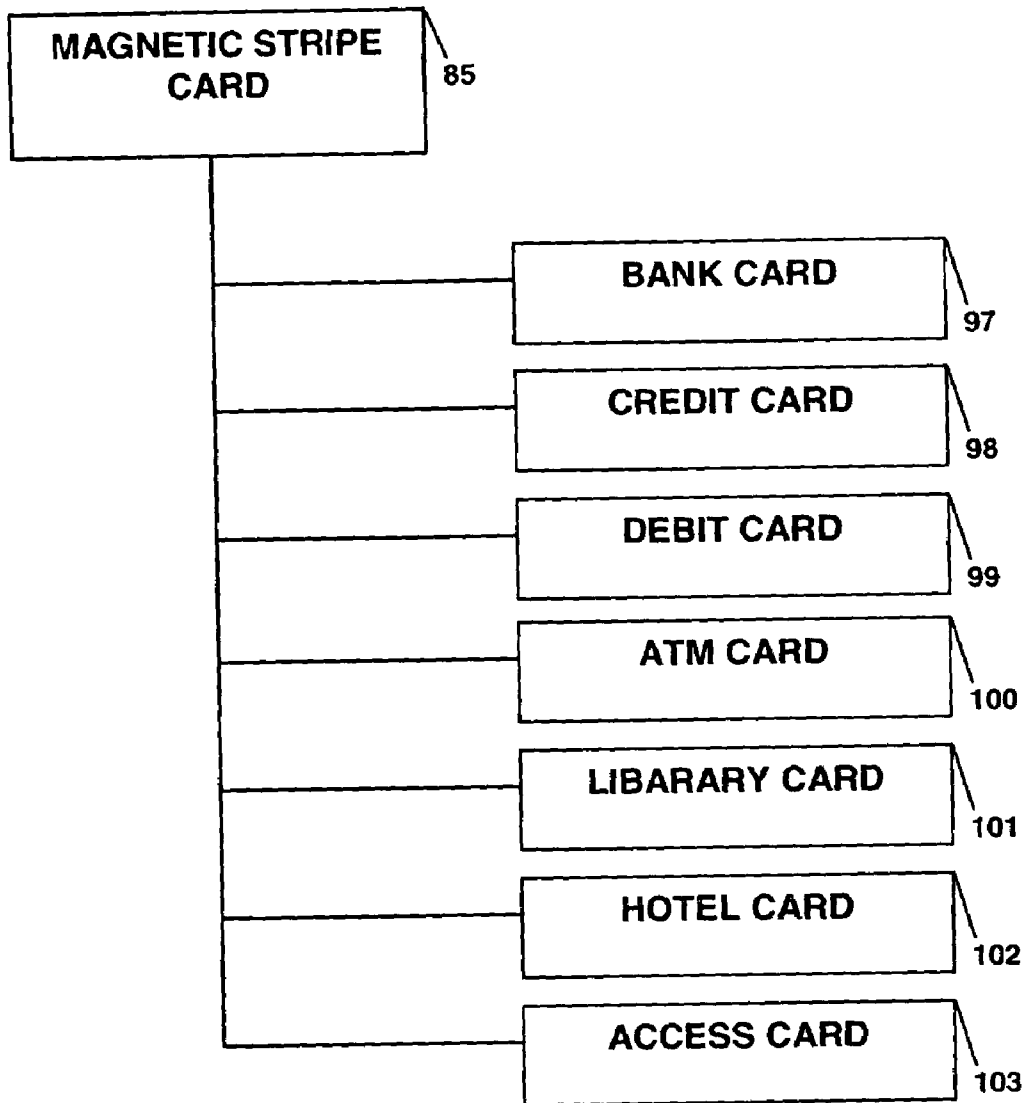 MAGNETIC STRIPE
CARD
85
BANK CARD
97
CREDIT CARD
98
DEBIT CARD
99
ATM CARD
100
LIBARARY CARD
101
HOTEL CARD
102
ACCESS CARD
103